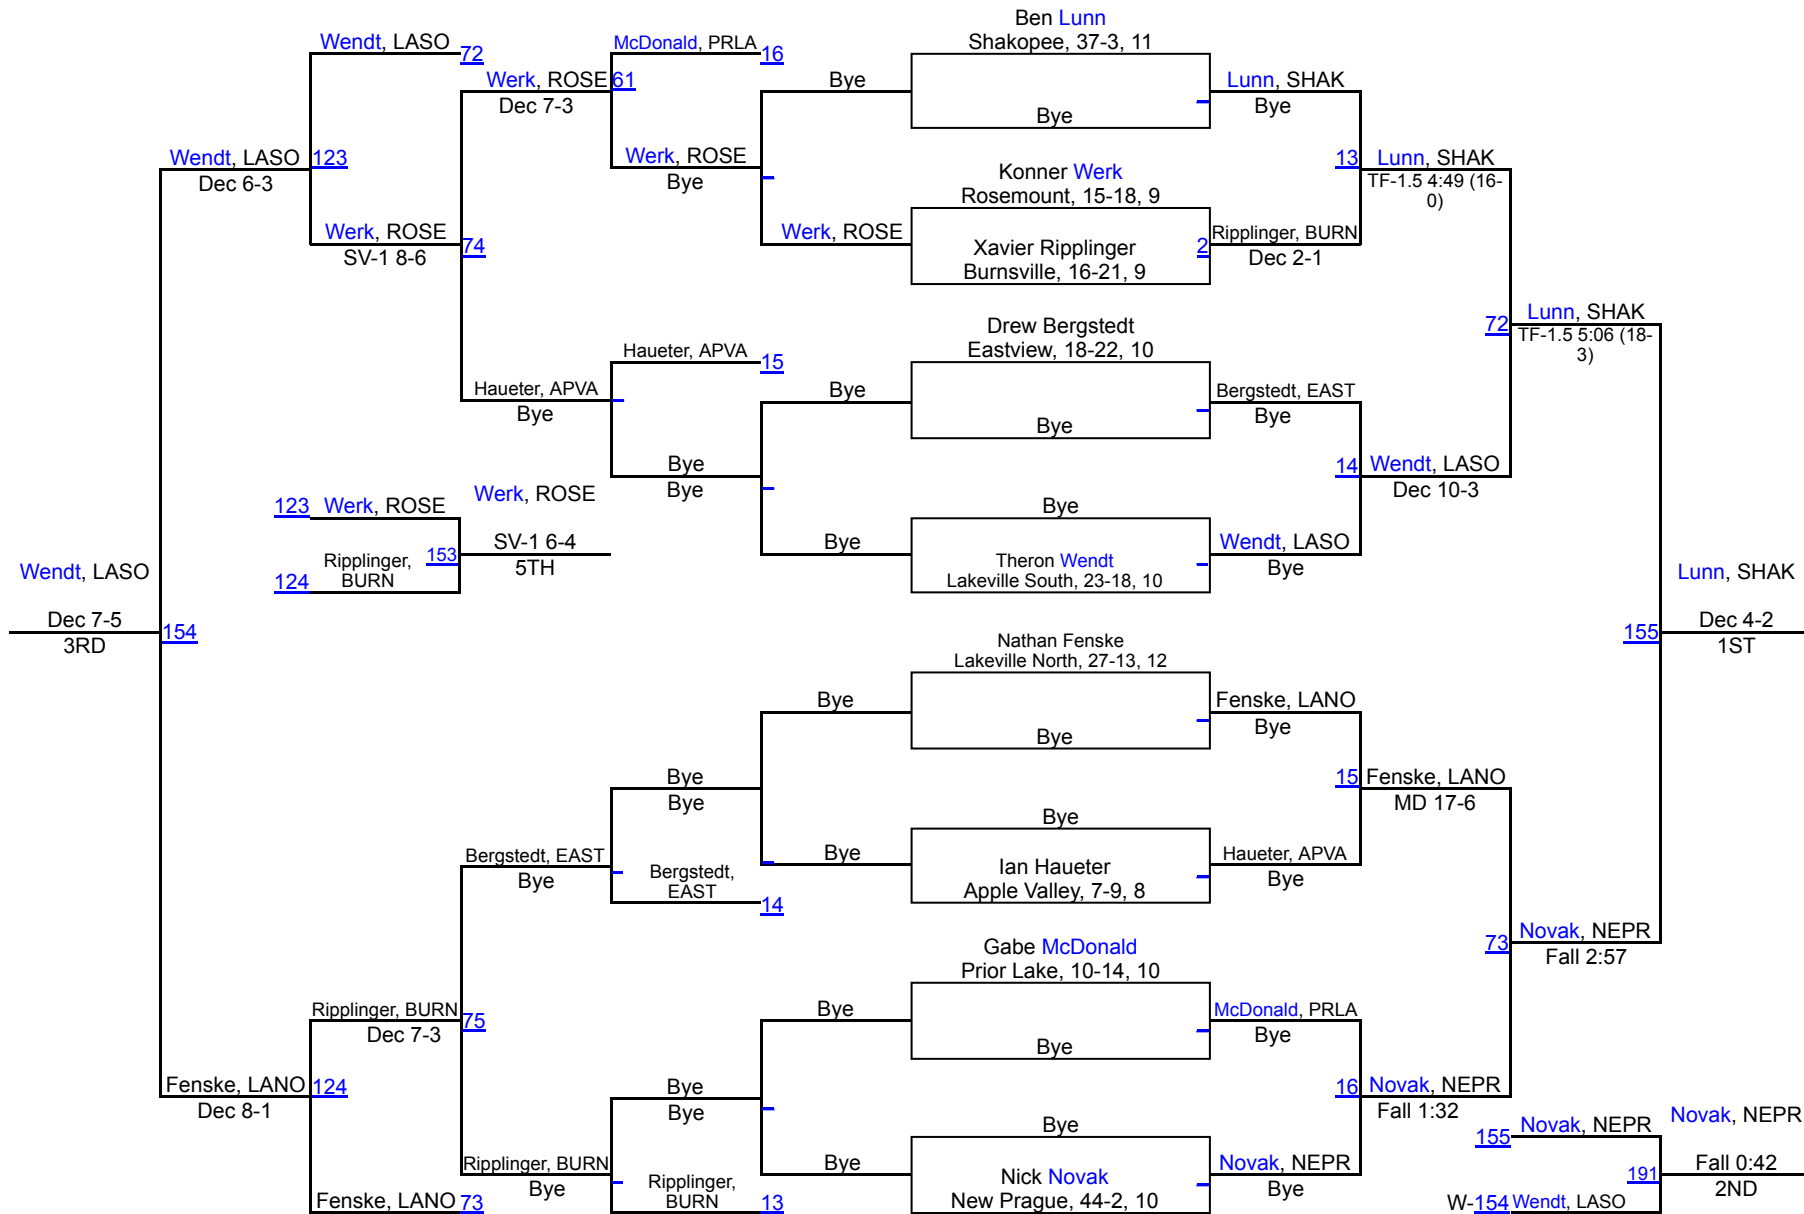 Ben Lunn
Shakopee, 37-3, 11
Bye
Konner Werk
Rosemount, 15-18, 9
Xavier Ripplinger
Burnsville, 16-21, 9
2
Drew Bergstedt
Eastview, 18-22, 10
Bye
Bye
Theron Wendt
Lakeville South, 23-18, 10
Nathan Fenske
Lakeville North, 27-13, 12
Bye
Bye
Ian Haueter
Apple Valley, 7-9, 8
Gabe McDonald
Prior Lake, 10-14, 10
Bye
Bye
Nick Novak
New Prague, 44-2, 10
Lunn, SHAK
Bye
Ripplinger, BURN
Dec 2-1
Bergstedt, EAST
Bye
Wendt, LASO
Bye
Fenske, LANO
Bye
Haueter, APVA
Bye
McDonald, PRLA
Bye
Novak, NEPR
Bye
13
Lunn, SHAK
TF-1.5 4:49 (16-
0)
14
Wendt, LASO
Dec 10-3
15
Fenske, LANO
MD 17-6
16
Novak, NEPR
Fall 1:32
72
Lunn, SHAK
TF-1.5 5:06 (18-
3)
73
Novak, NEPR
Fall 2:57
155
Lunn, SHAK
Dec 4-2
1ST
155
Novak, NEPR
W-154
Wendt, LASO
191
Novak, NEPR
Fall 0:42
2ND
Bye
Werk, ROSE
Bye
Bye
Bye
Bye
Bye
Bye
McDonald, PRLA
16
Werk, ROSE
Bye
Haueter, APVA
15
Bye
Bye
Bye
Bye
Bergstedt,
EAST
14
Bye
Bye
Ripplinger,
BURN
13
Werk, ROSE
61
Dec 7-3
Haueter, APVA
Bye
Bergstedt, EAST
Bye
Ripplinger, BURN
Bye
Wendt, LASO
72
Werk, ROSE
74
SV-1 8-6
Ripplinger, BURN
75
Dec 7-3
Fenske, LANO
73
Wendt, LASO
123
Dec 6-3
Fenske, LANO
124
Dec 8-1
123
Werk, ROSE
124
Ripplinger,
BURN
153
Werk, ROSE
SV-1 6-4
5TH
Wendt, LASO
Dec 7-5
3RD
154